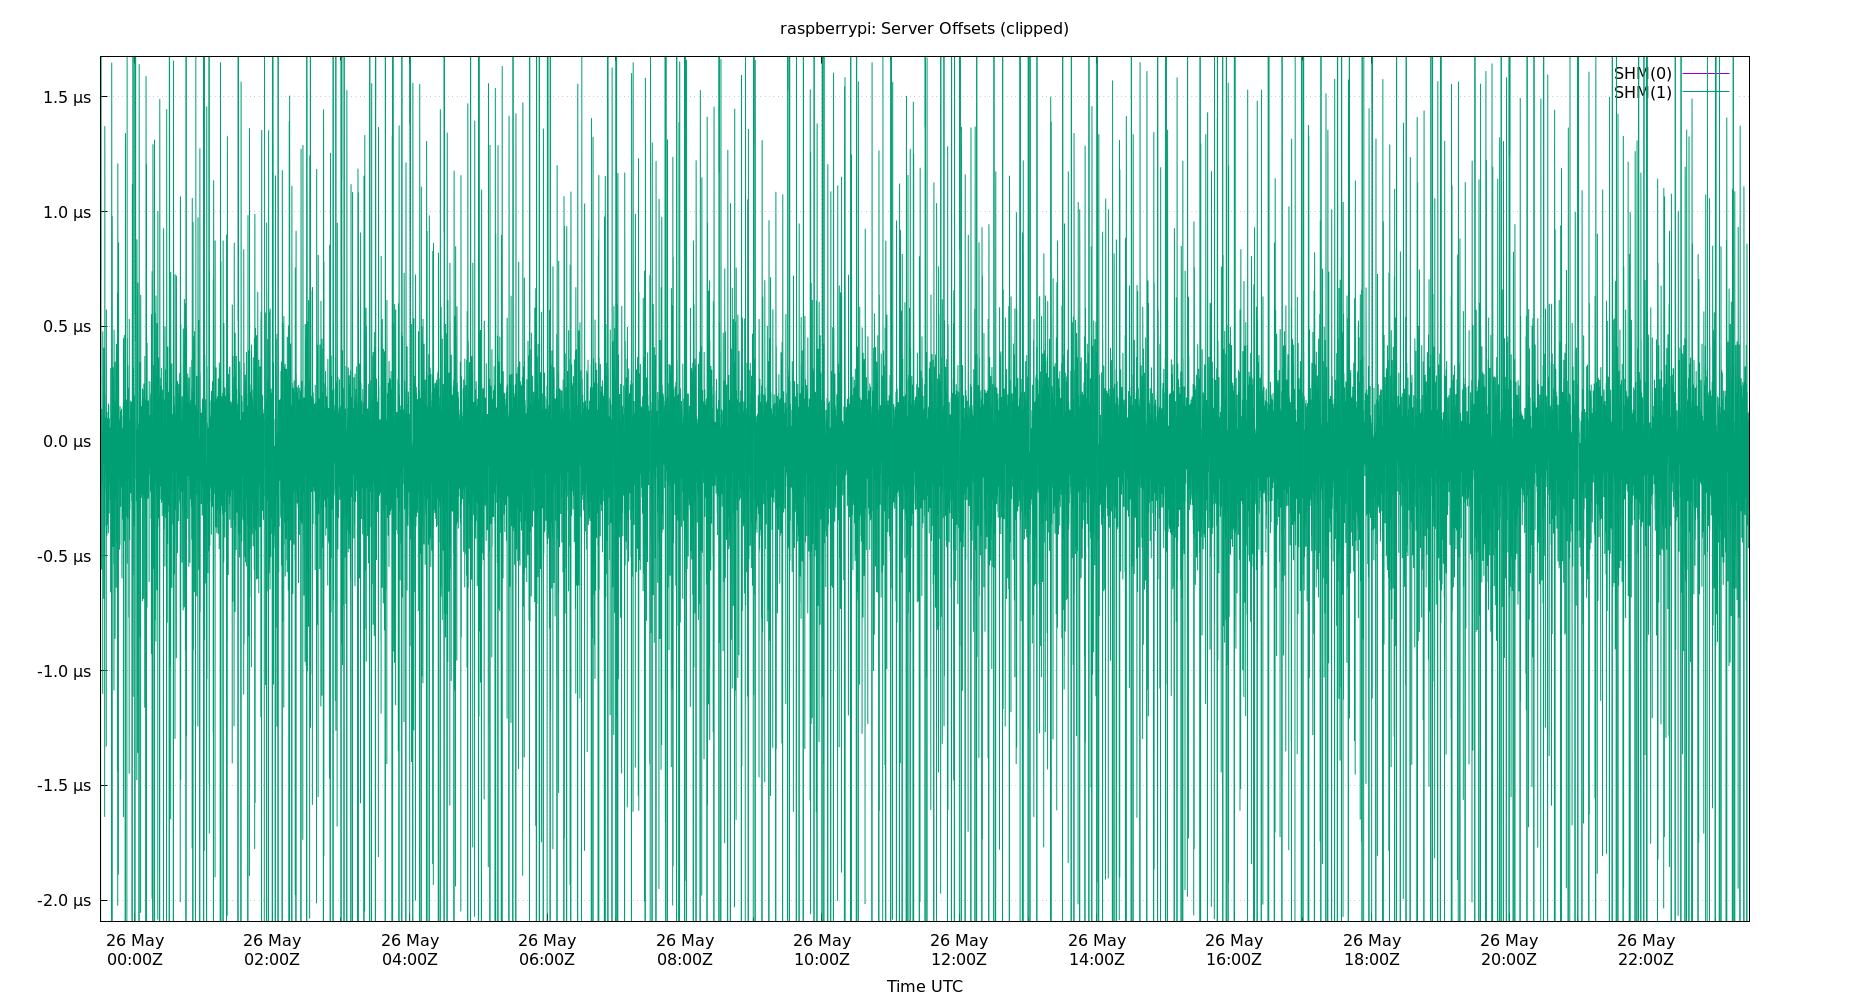 raspberrypi: Server Offsets (clipped)
SHM(0)
SHM(1)
1.5 µs
1.0 µs
0.5 µs
0.0 µs
-0.5 µs
-1.0 µs
-1.5 µs
-2.0 µs
26 May 26 May 26 May 26 May 26 May 26 May 26 May 26 May 26 May 26 May 26 May 26 May
00:00Z 02:00Z 04:00Z 06:00Z 08:00Z 10:00Z 12:00Z 14:00Z 16:00Z 18:00Z 20:00Z 22:00Z
Time UTC